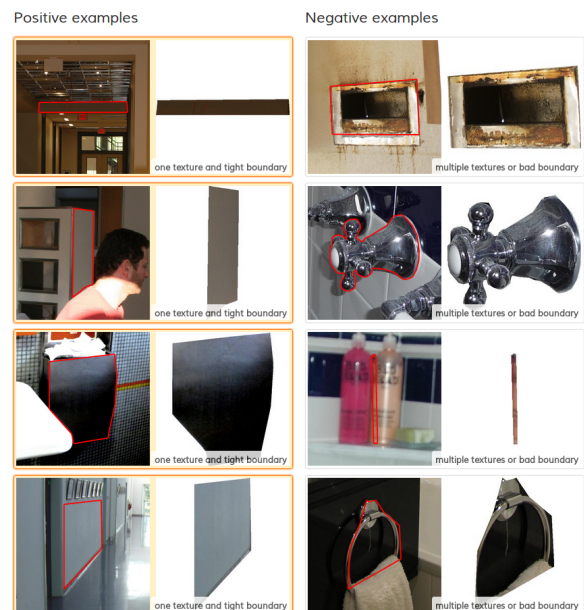 Positive examples
Negative examples
one texture and tight boundary
multiple textures or bad boundary
one texture and tight boundary
multiple textures or bad boundary
one texture and tight boundary
multiple textures or bad boundary
one texture and tight boundary
multiple textures or bad boundary